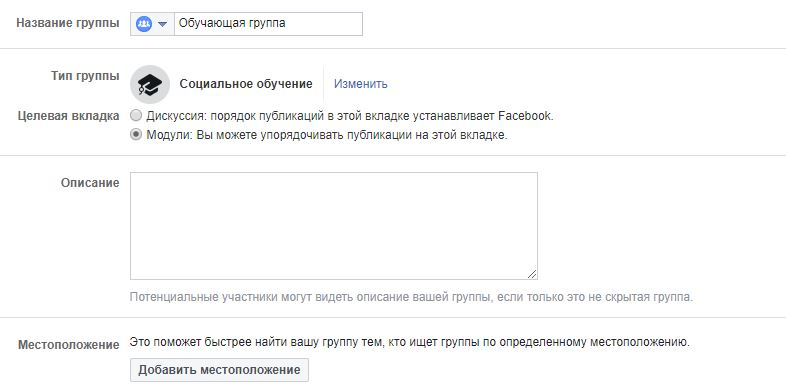 Название группы Обучающая группа
Тип группы Социальное обучение Изменить
Целевая вкладка Дискуссия: порядок публикаций в этой вкладке устанавливает Facebook.
Модули: Вы можете упорядочивать публикации на этой вкладке.
Описание
Потенциальные участники могут видеть описание вашей группы, если только это не скрытая группа.
Местоположение Это поможет быстрее найти вашу группу тем, кто ищет группы по определенному местоположению.
Добавить местоположение